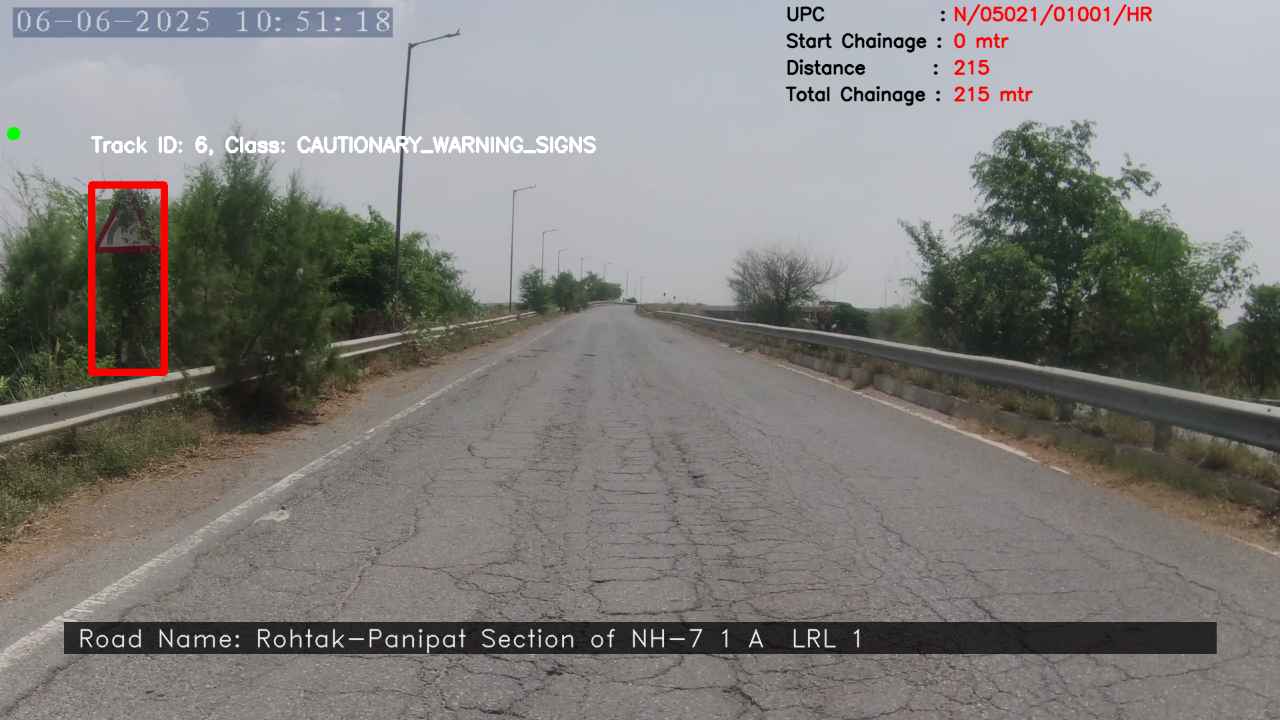 06-06-2025 10:51:18
UPC : N/05021/01001/HR
Start Chainage : 0 mtr
Distance : 215
Total Chainage : 215 mtr
Track ID: 6, Class: CAUTIONARY_WARNING_SIGNS
Road Name: Rohtak-Panipat Section of NH-7 1 A LRL 1